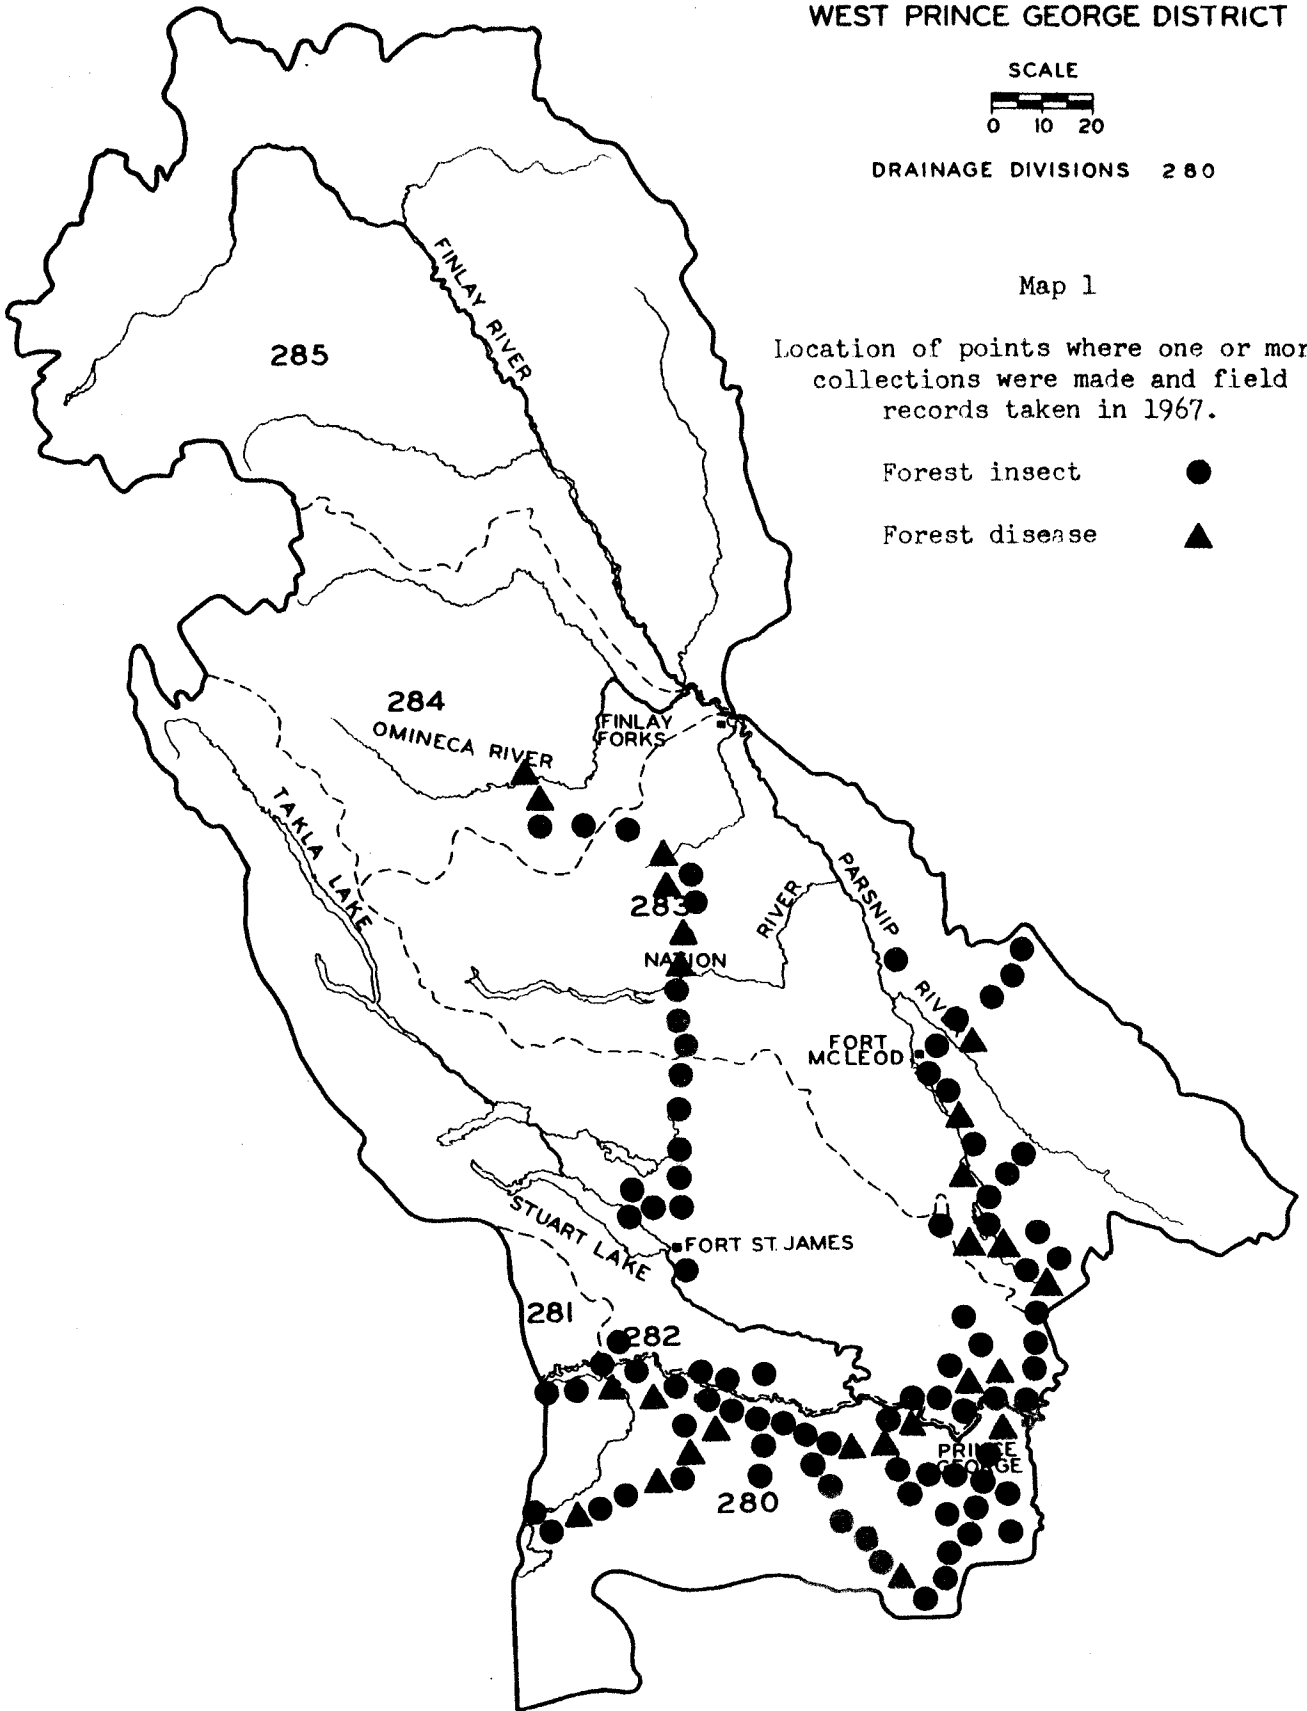 WEST PRINCE GEORGE DISTRICT
SCALE
0 10 20
DRAINAGE DIVISIONS 280
Map 1
Location of points where one or mor
collections were made and field
records taken in 1967.
Forest insect
Forest disease
FINLAY RIVER
285
284
OMINECA RIVER
FINLAY
FORKS
TAKLA LAKE
283
NATION
RIVER
PARSNIP
RIV
FORT
MCLEOD
STUART LAKE
FORT ST. JAMES
281
282
PRINCE
GEORGE
280